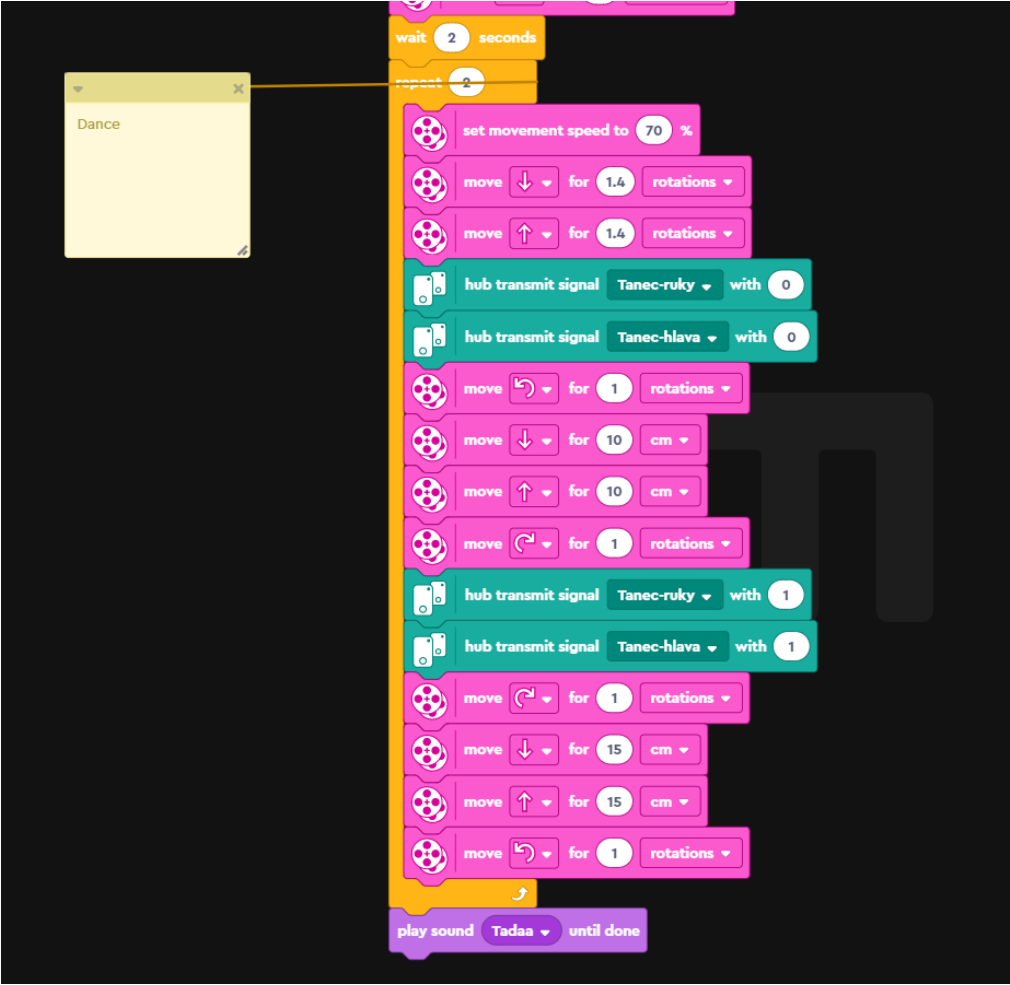 wait 2 seconds
repeat 2
Dance
set movement speed to 70 %
move for 1.4 rotations
move for 1.4 rotations
hub transmit signal Tanec-ruky with 0
hub transmit signal Tanec-hlava with 0
move for 1 rotations
move for 10 cm
move for 10 cm
move for 1 rotations
hub transmit signal Tanec-ruky with 1
hub transmit signal Tanec-hlava with 1
move for 1 rotations
move for 15 cm
move for 15 cm
move for 1 rotations
play sound Tadaa until done